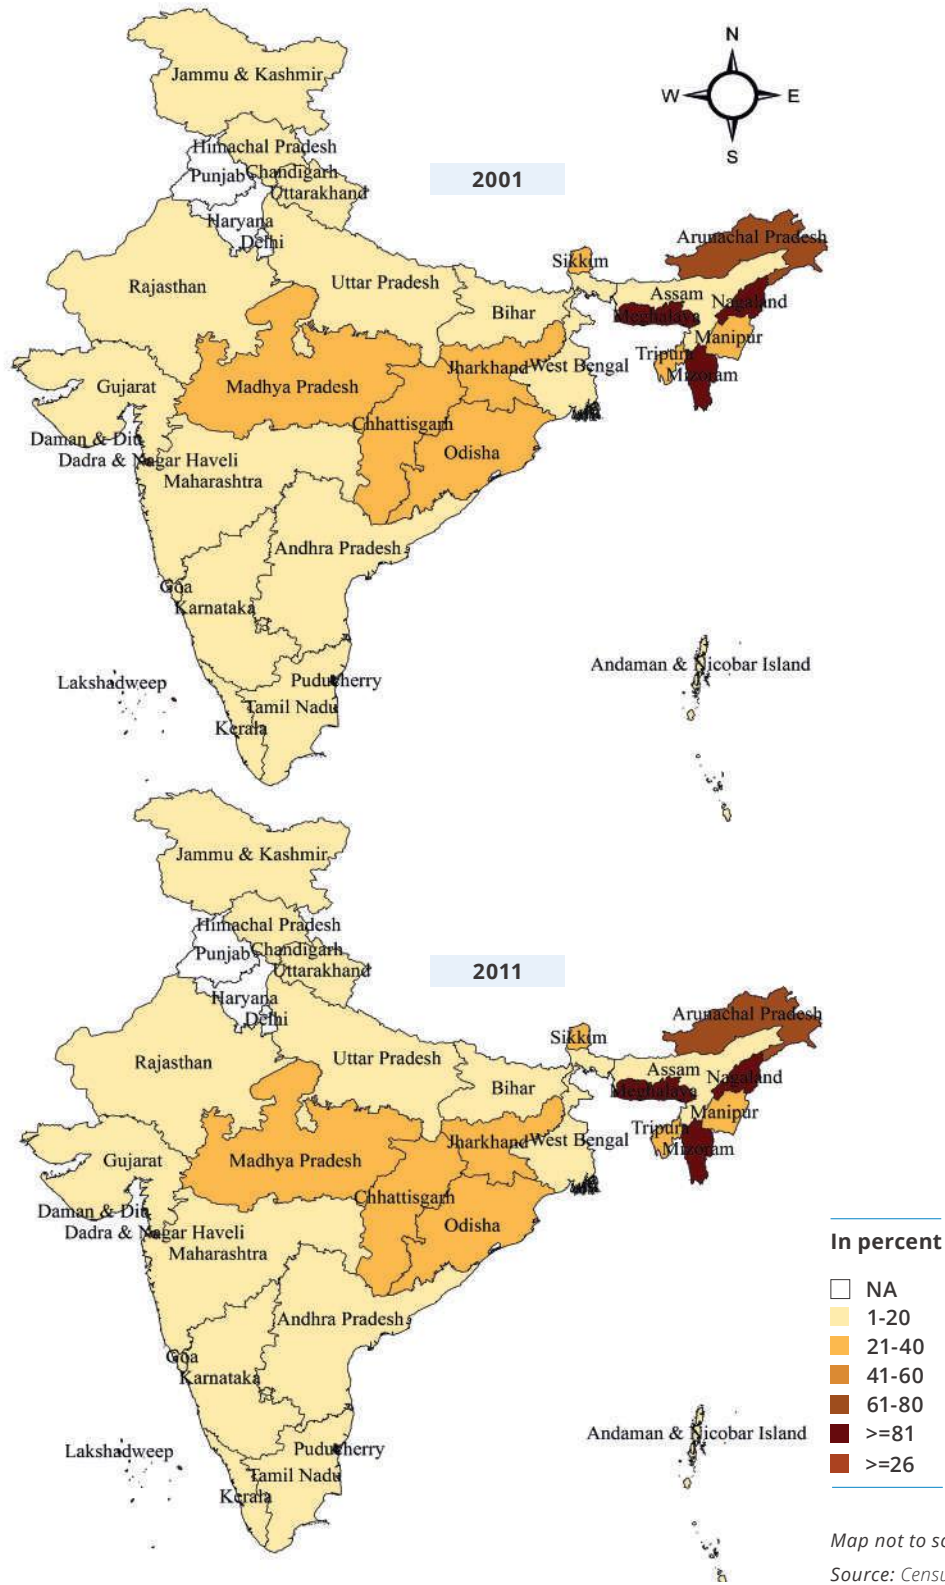 N
W E
S
2001
Jammu & Kashmir
Himachal Pradesh
Punjab
Chandigarh
Uttarakhand
Haryana
Delhi
Rajasthan
Uttar Pradesh
Bihar
Sikkim
Arunachal Pradesh
Assam
Nagaland
Meghalaya
Manipur
Tripura
Mizoram
Gujarat
Madhya Pradesh
Jharkhand
West Bengal
Chhattisgarh
Odisha
Daman & Diu
Dadra & Nagar Haveli
Maharashtra
Andhra Pradesh
Goa
Karnataka
Lakshadweep
Puducherry
Tamil Nadu
Kerala
Andaman & Nicobar Island
2011
Jammu & Kashmir
Himachal Pradesh
Punjab
Chandigarh
Uttarakhand
Haryana
Delhi
Rajasthan
Uttar Pradesh
Bihar
Sikkim
Arunachal Pradesh
Assam
Nagaland
Meghalaya
Manipur
Tripura
Mizoram
Gujarat
Madhya Pradesh
Jharkhand
West Bengal
Chhattisgarh
Odisha
Daman & Diu
Dadra & Nagar Haveli
Maharashtra
Andhra Pradesh
Goa
Karnataka
Lakshadweep
Puducherry
Tamil Nadu
Kerala
Andaman & Nicobar Island
In percent
NA
1-20
21-40
41-60
61-80
>=81
>=26
Map not to
Source: